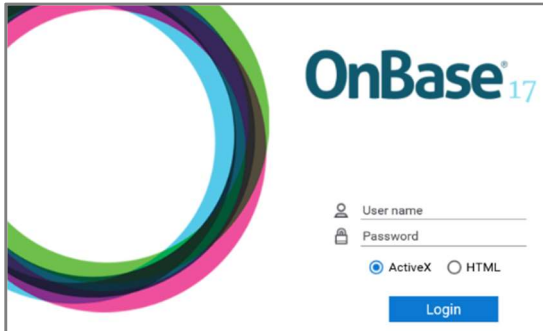 OnBase® 17
User name
Password
ActiveX HTML
Login